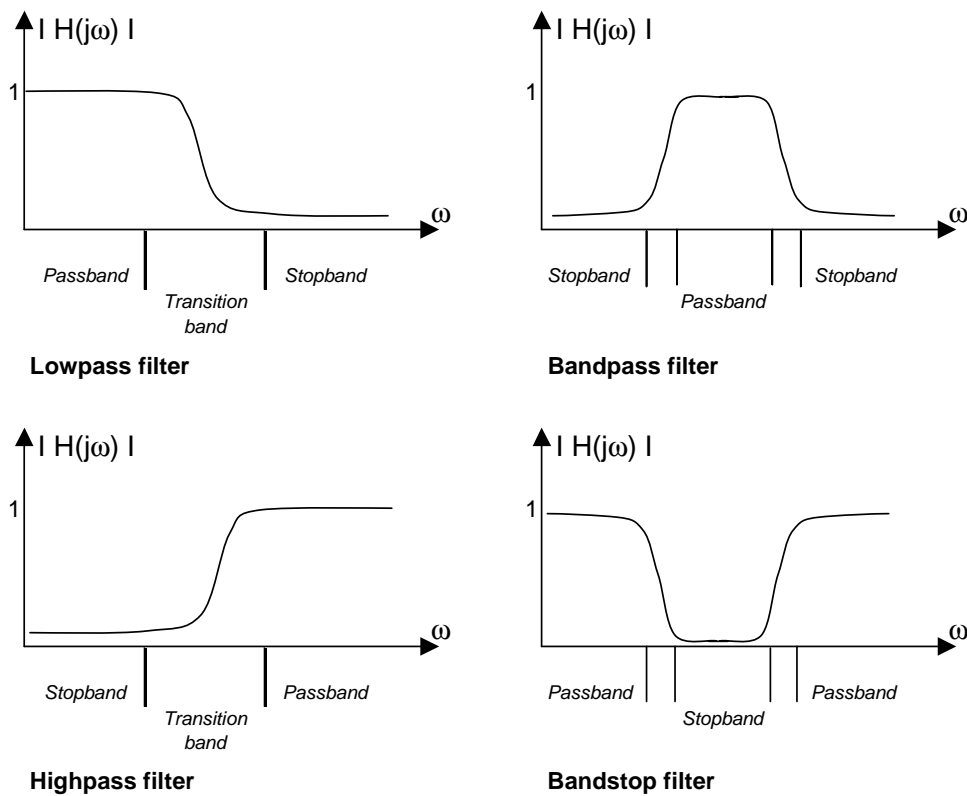 I H(jω) I
1
ω
Passband
Stopband
Transition
band
Lowpass filter
I H(jω) I
1
ω
Stopband
Passband
Stopband
Bandpass filter
I H(jω) I
1
ω
Stopband
Passband
Transition
band
Highpass filter
I H(jω) I
1
ω
Passband
Stopband
Passband
Bandstop filter